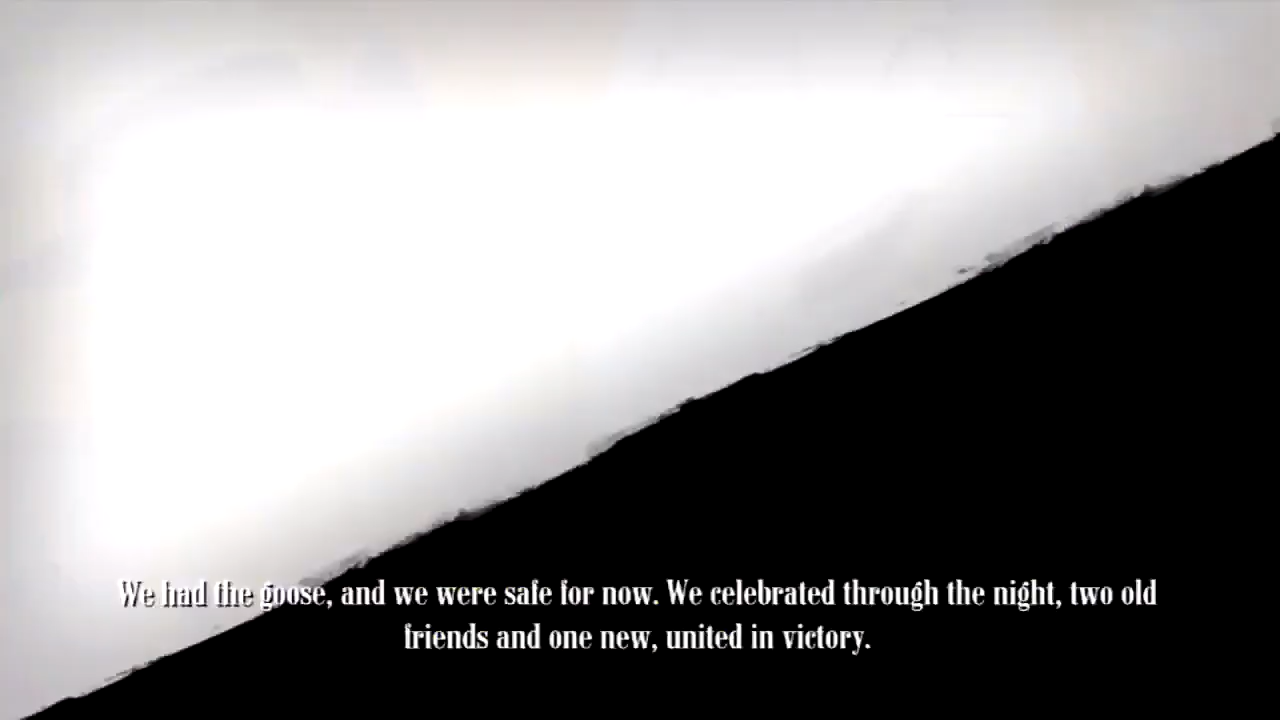 We had the goose, and we were safe for now. We celebrated through the night, two old
friends and one new, united in victory.